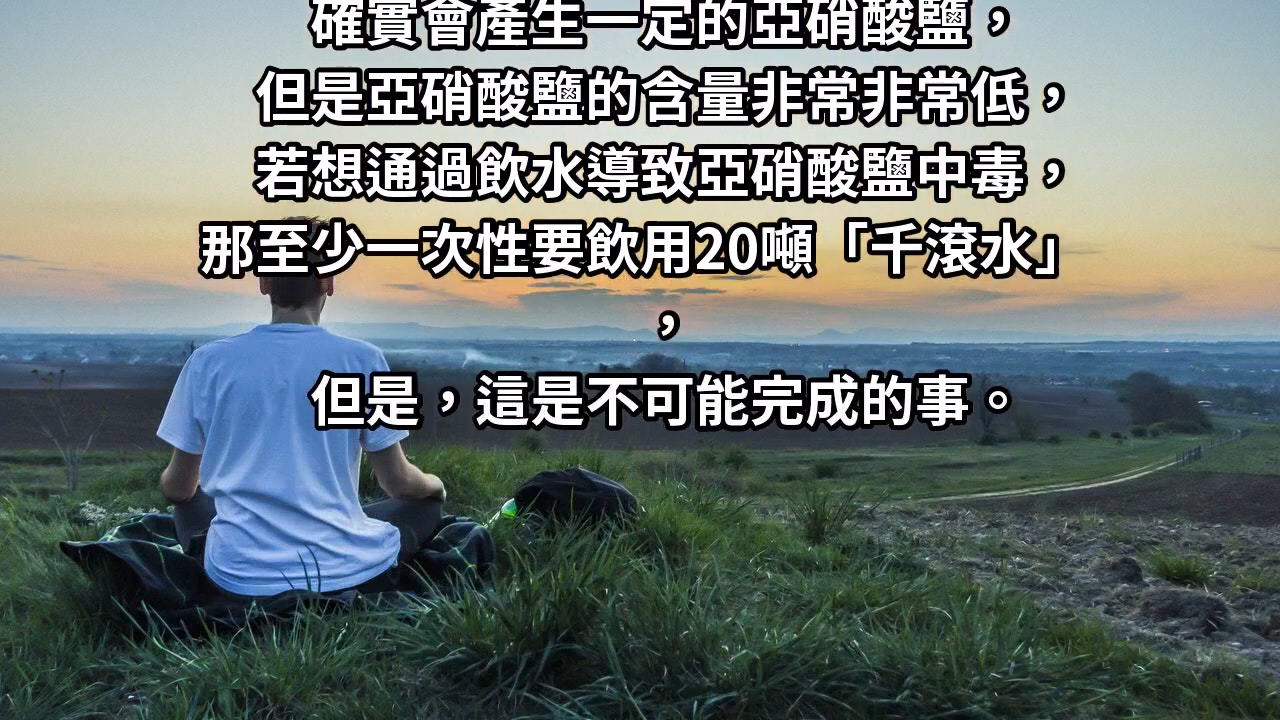 確實會產生一定的亞硝酸鹽，
但是亞硝酸鹽的含量非常非常低，
若想通過飲水導致亞硝酸鹽中毒，
那至少一次性要飲用20噸「千滾水」
，
但是，這是不可能完成的事。